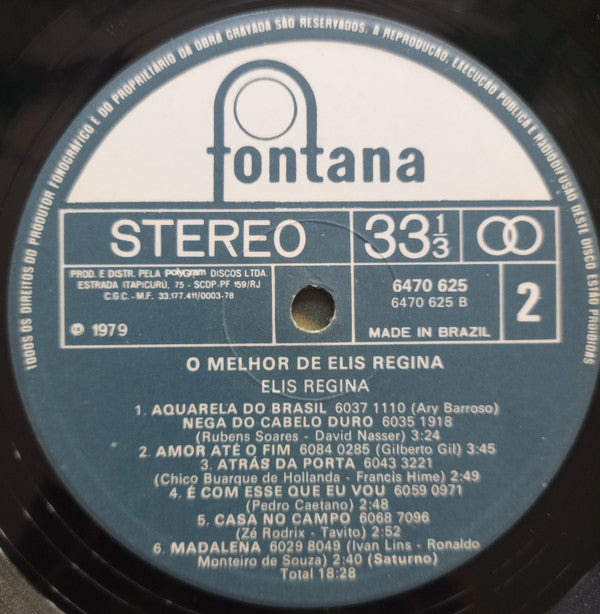 TODOS OS DIREITOS DO PRODUTOR FONOGRÁFICO E DO PROPRIETÁRIO DA OBRA GRAVADA SÃO RESERVADOS. A REPRODUÇÃO, EXECUÇÃO PÚBLICA E RADIODIFUSÃO DESTE DISCO ESTÃO PROIBIDAS
fontana
STEREO
33 1/3
PROD. E DISTR. PELA polygram DISCOS LTDA.
ESTRADA ITAPICURÚ, 75 - SCDP-PF 159/RJ
C.G.C. - M.F. 33.177.411/0003-78
6470 625
6470 625 B
2
℗ 1979
MADE IN BRAZIL
O MELHOR DE ELIS REGINA
ELIS REGINA
1. AQUARELA DO BRASIL 6037 1110 (Ary Barroso)
NEGA DO CABELO DURO 6035 1918
(Rubens Soares - David Nasser) 3:24
2. AMOR ATÉ O FIM 6084 0285 (Gilberto Gil) 3:45
3. ATRÁS DA PORTA 6043 3221
(Chico Buarque de Hollanda - Francis Hime) 2:49
4. É COM ESSE QUE EU VOU 6059 0971
(Pedro Caetano) 2:48
5. CASA NO CAMPO 6068 7096
(Zé Rodrix - Tavito) 2:52
6. MADALENA 6029 8049 (Ivan Lins - Ronaldo
Monteiro de Souza) 2:40 (Saturno)
Total 18:28